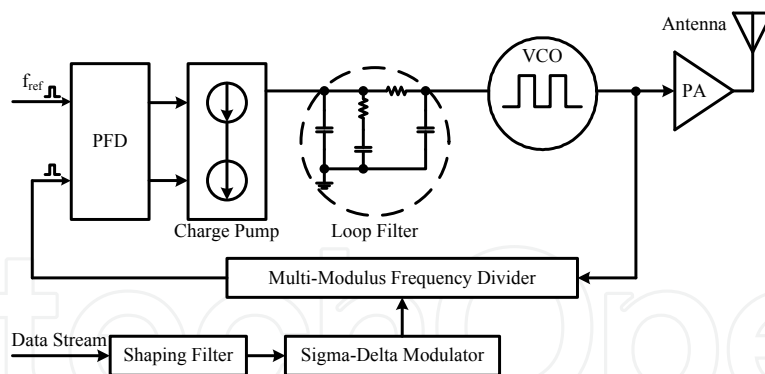 Antenna
VCO
f_ref
PFD
PA
Charge Pump
Loop Filter
Multi-Modulus Frequency Divider
Data Stream
Shaping Filter
Sigma-Delta Modulator